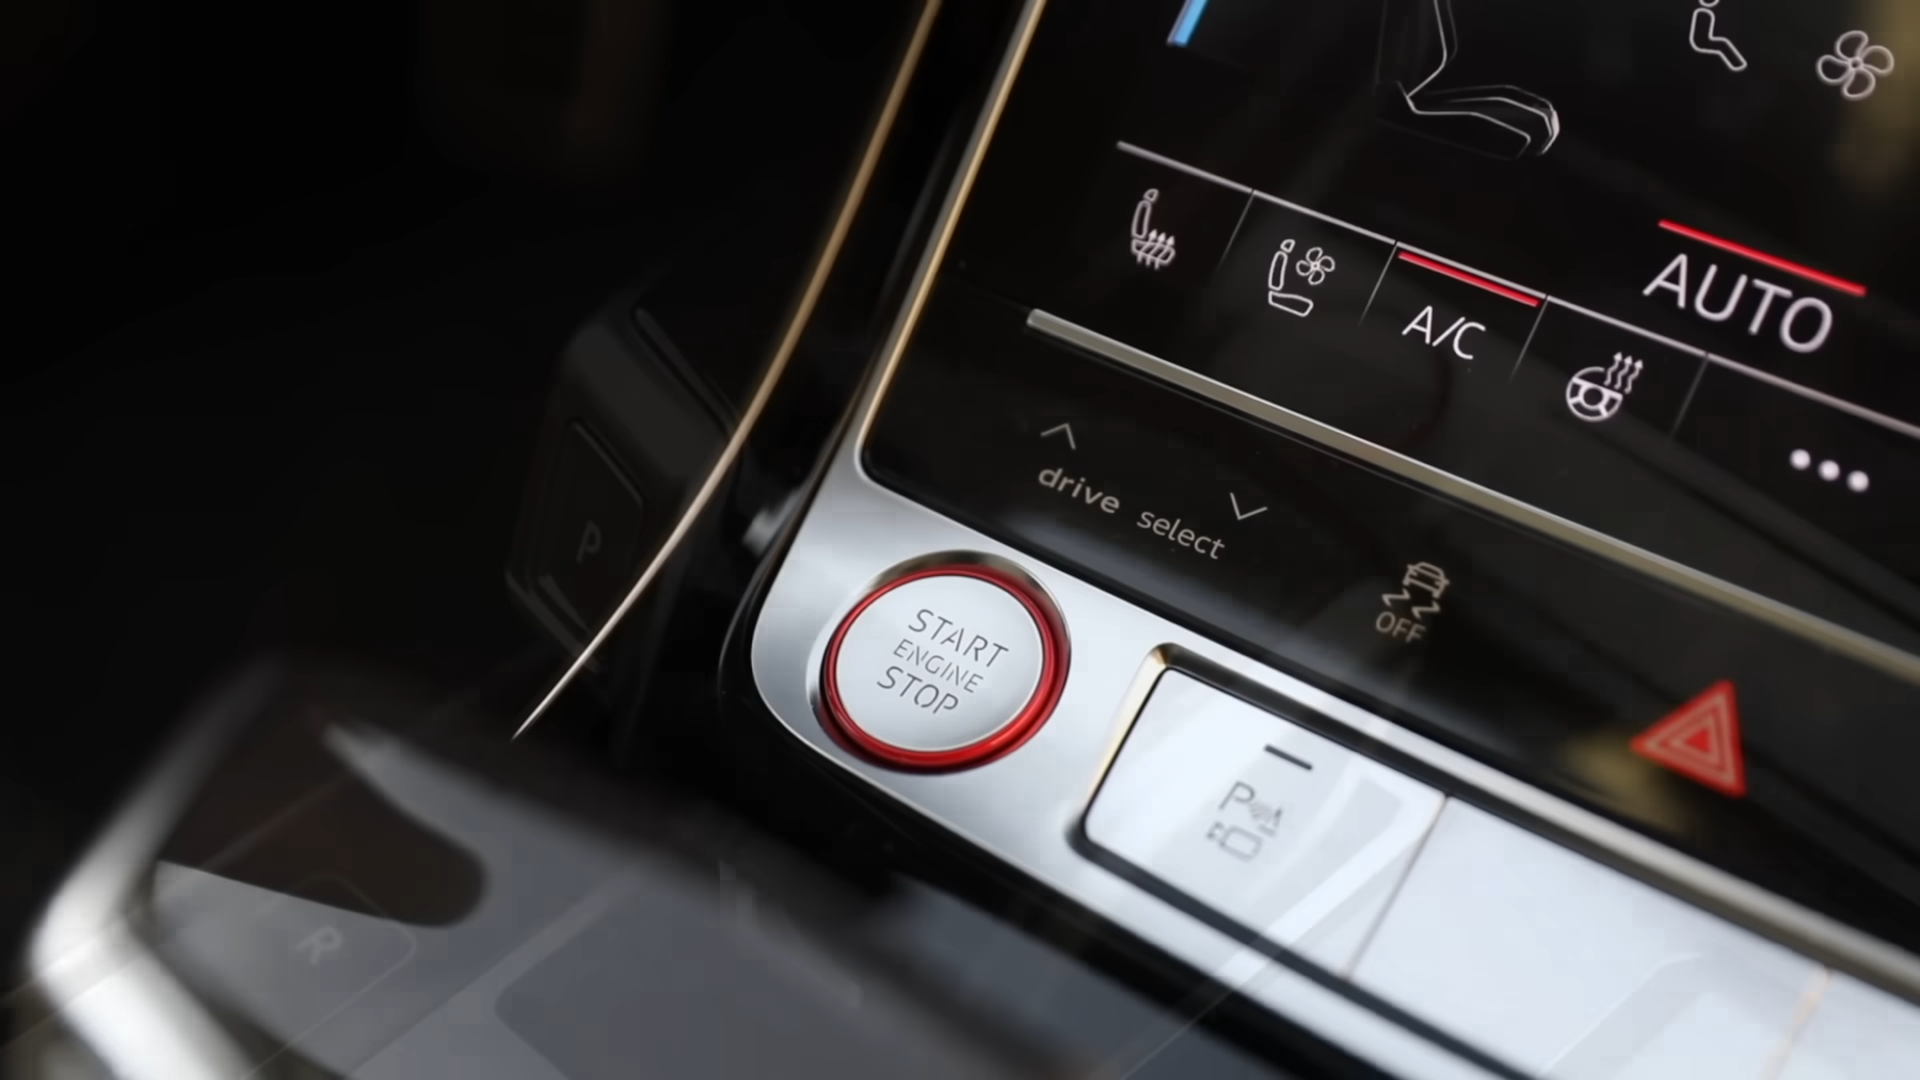 AUTO
A/C
drive select
OFF
START
ENGINE
STOP
P
P
R